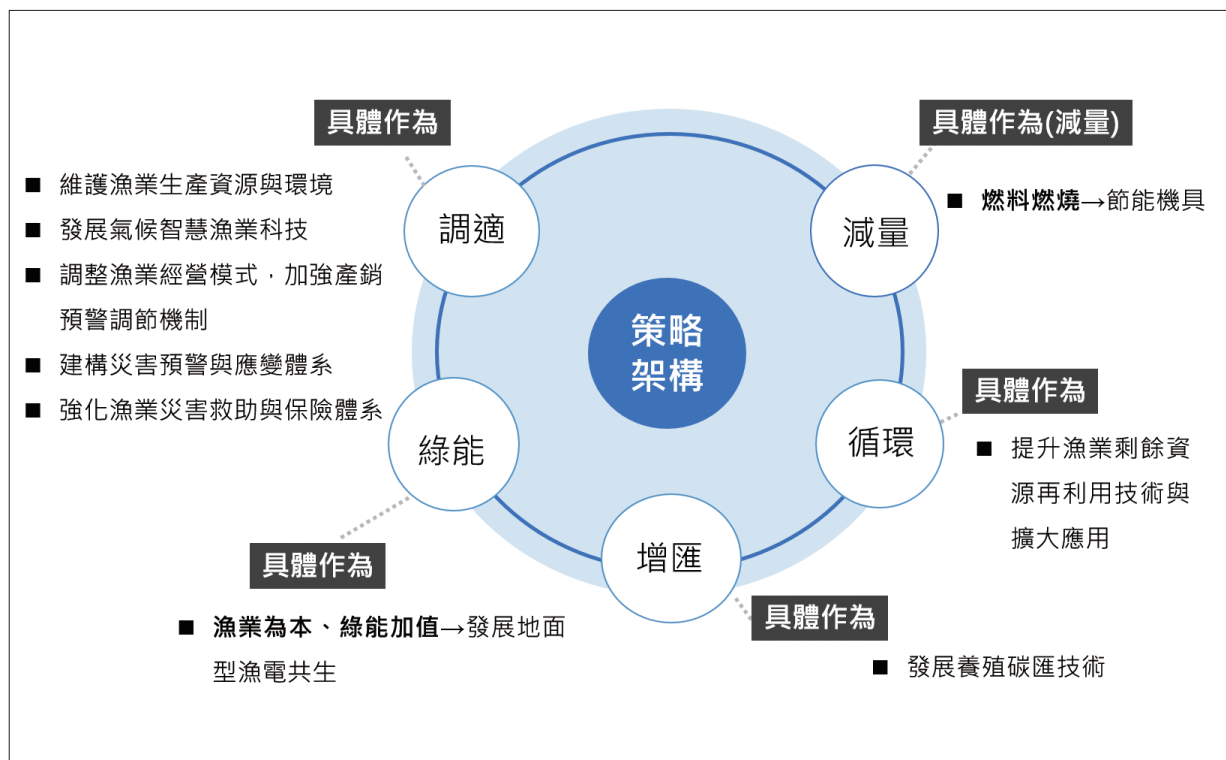 具體作為
調適
■ 維護漁業生產資源與環境
■ 發展氣候智慧漁業科技
■ 調整漁業經營模式，加強產銷
預警調節機制
■ 建構災害預警與應變體系
■ 強化漁業災害救助與保險體系
具體作為(減量)
減量
■ 燃料燃燒→節能機具
策略
架構
具體作為
循環
■ 提升漁業剩餘資
源再利用技術與
擴大應用
綠能
具體作為
■ 漁業為本、綠能加值→發展地面
型漁電共生
增匯
具體作為
■ 發展養殖碳匯技術